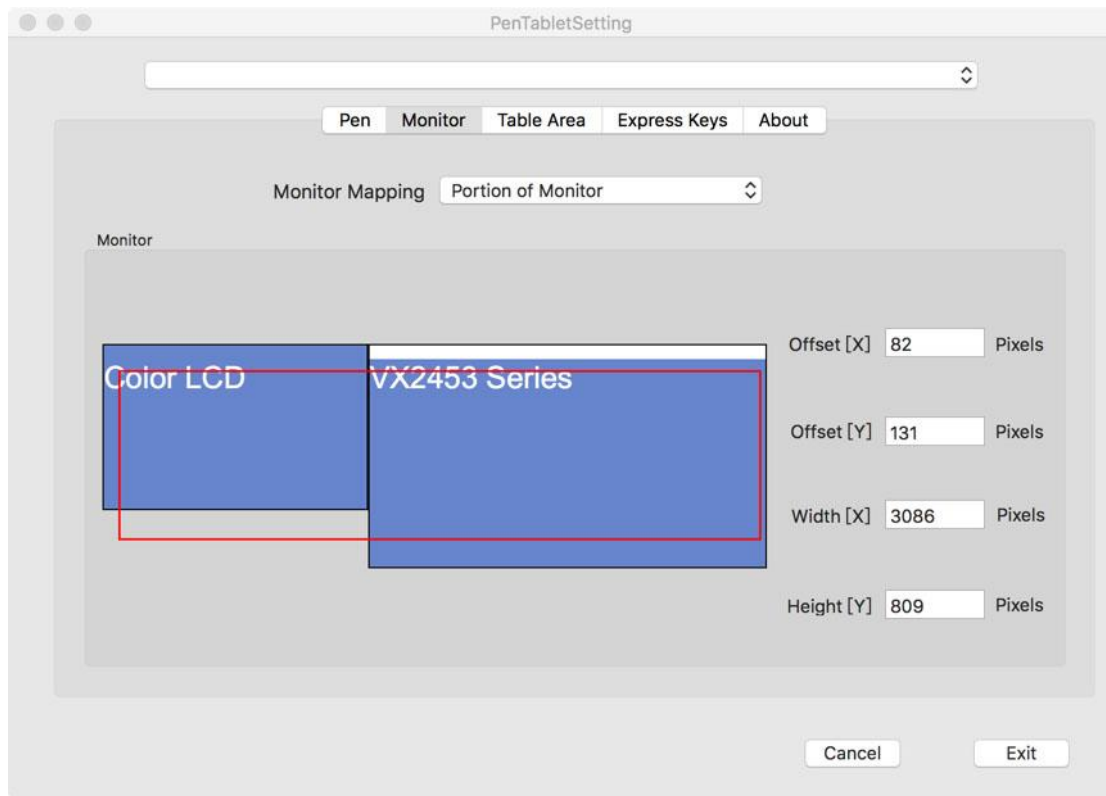 PenTabletSetting
Pen Monitor Table Area Express Keys About
Monitor Mapping Portion of Monitor
Monitor
Color LCD VX2453 Series
Offset [X] 82 Pixels
Offset [Y] 131 Pixels
Width [X] 3086 Pixels
Height [Y] 809 Pixels
Cancel Exit